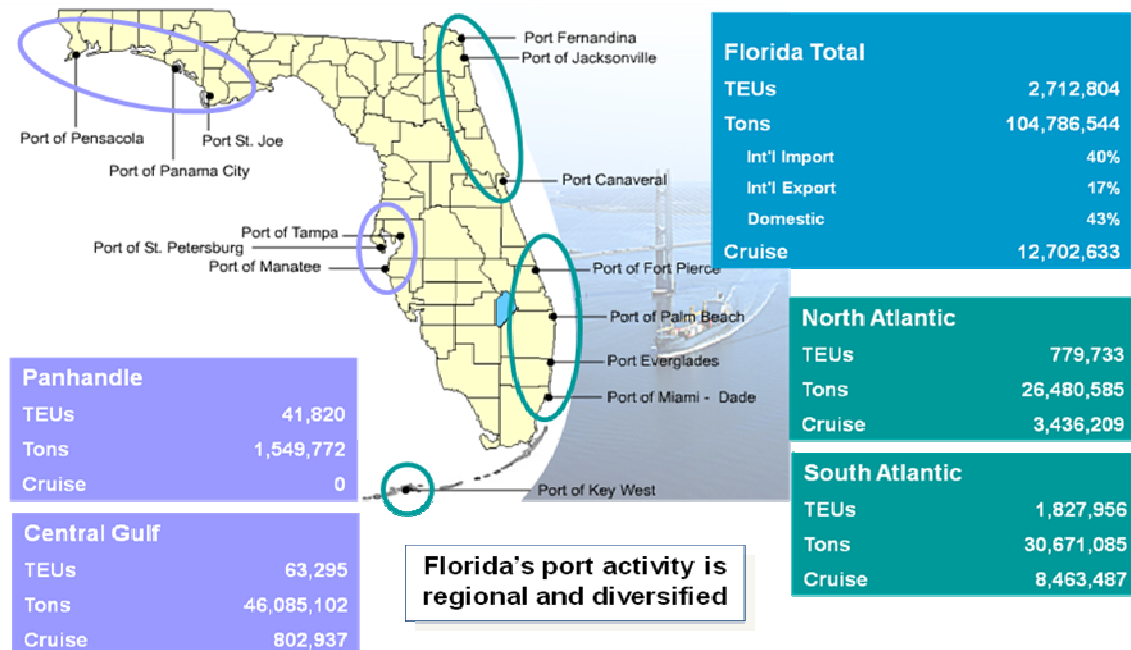 Port Fernandina
Port of Jacksonville
Port of Pensacola
Port St. Joe
Port of Panama City
Port Canaveral
Port of Tampa
Port of St. Petersburg
Port of Manatee
Port of Fort Pierce
Port of Palm Beach
Port Everglades
Port of Miami - Dade
Port of Key West
Florida Total
TEUs 2,712,804
Tons 104,786,544
Int'l Import 40%
Int'l Export 17%
Domestic 43%
Cruise 12,702,633
North Atlantic
TEUs 779,733
Tons 26,480,585
Cruise 3,436,209
South Atlantic
TEUs 1,827,956
Tons 30,671,085
Cruise 8,463,487
Panhandle
TEUs 41,820
Tons 1,549,772
Cruise 0
Central Gulf
TEUs 63,295
Tons 46,085,102
Cruise 802,937
Florida's port activity is
regional and diversified